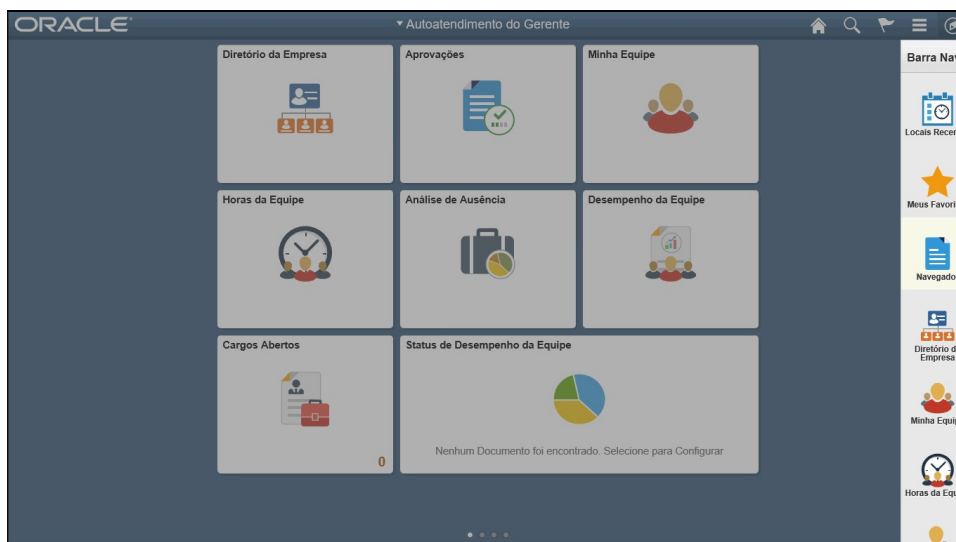 ORACLE
Autoatendimento do Gerente
Barra Nav
Diretório da Empresa
Aprovações
Minha Equipe
Locais Recen
Meus Favori
Horas da Equipe
Análise de Ausência
Desempenho da Equipe
Navegado
Diretório d
Empresa
Cargos Abertos
Status de Desempenho da Equipe
0
Nenhum Documento foi encontrado. Selecione para Configurar
Minha Equip
Horas da Equ